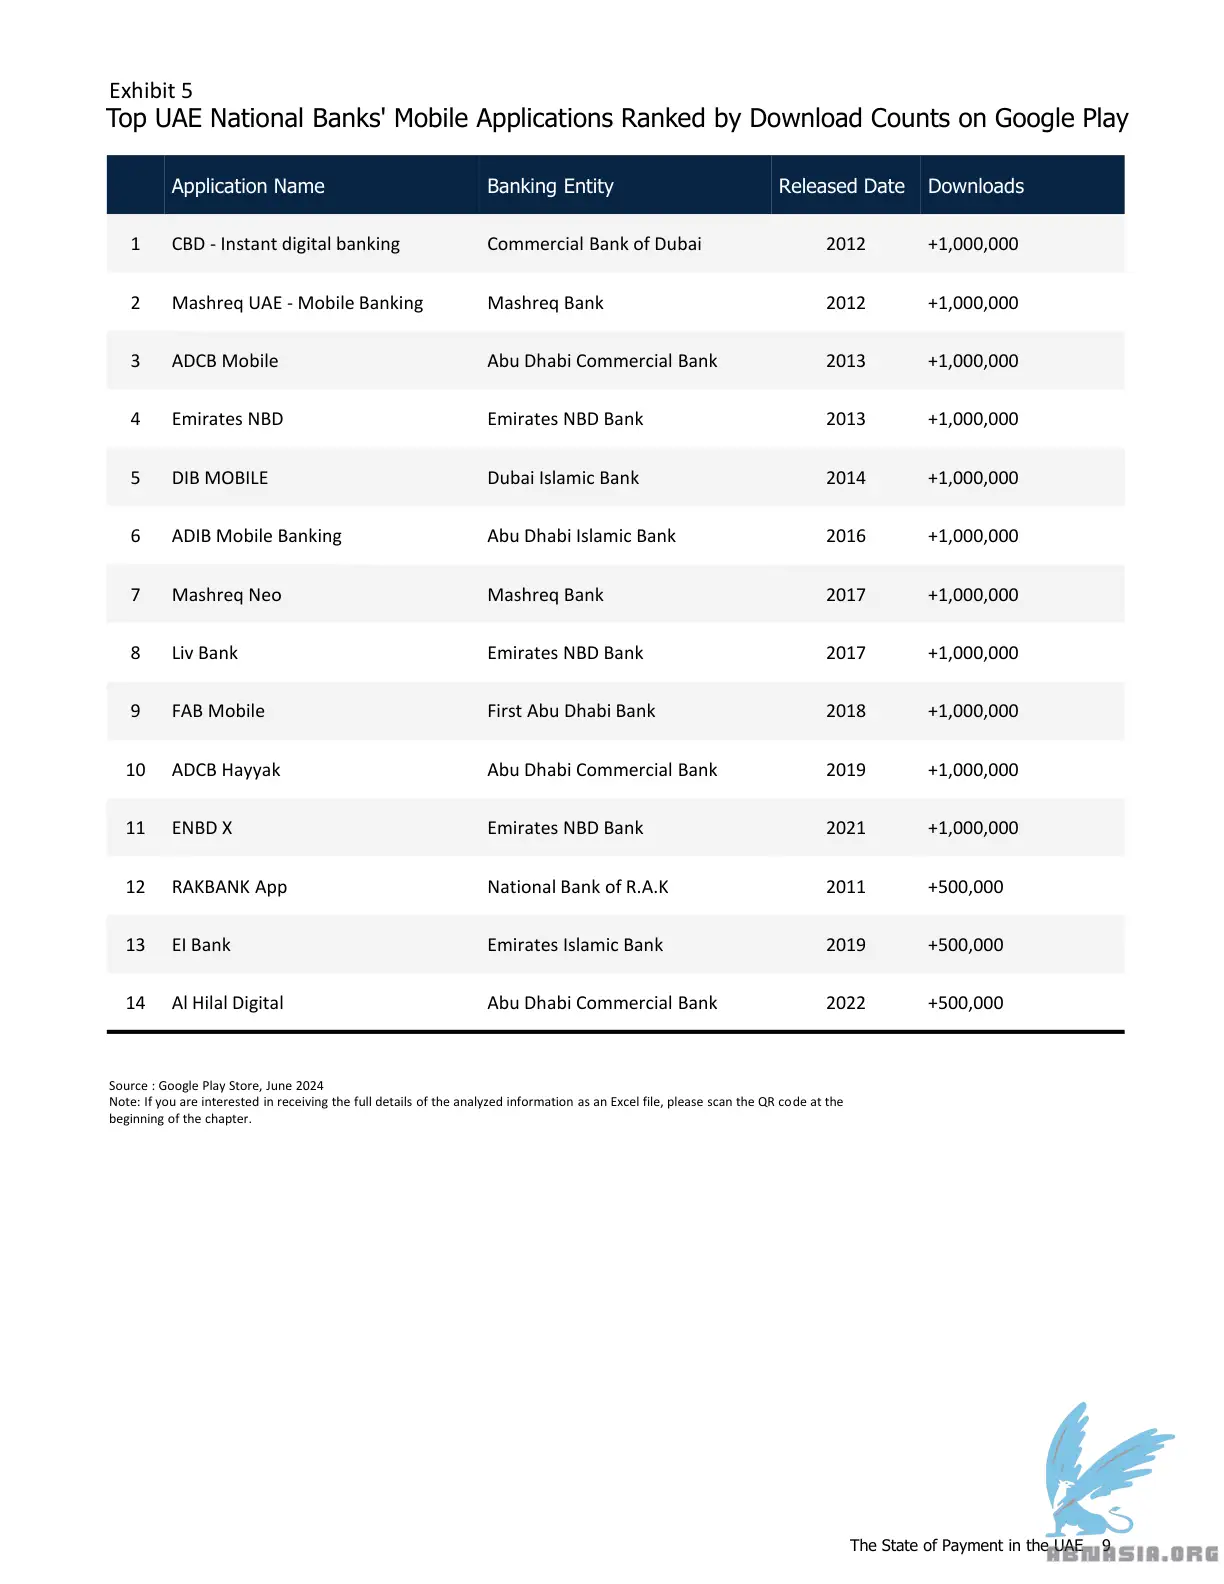 Exhibit 5
Top UAE National Banks' Mobile Applications Ranked by Download Counts on Google Play
Application Name Banking Entity Released Date Downloads
1 CBD - Instant digital banking Commercial Bank of Dubai 2012 +1,000,000
2 Mashreq UAE - Mobile Banking Mashreq Bank 2012 +1,000,000
3 ADCB Mobile Abu Dhabi Commercial Bank 2013 +1,000,000
4 Emirates NBD Emirates NBD Bank 2013 +1,000,000
5 DIB MOBILE Dubai Islamic Bank 2014 +1,000,000
6 ADIB Mobile Banking Abu Dhabi Islamic Bank 2016 +1,000,000
7 Mashreq Neo Mashreq Bank 2017 +1,000,000
8 Liv Bank Emirates NBD Bank 2017 +1,000,000
9 FAB Mobile First Abu Dhabi Bank 2018 +1,000,000
10 ADCB Hayyak Abu Dhabi Commercial Bank 2019 +1,000,000
11 ENBD X Emirates NBD Bank 2021 +1,000,000
12 RAKBANK App National Bank of R.A.K 2011 +500,000
13 EI Bank Emirates Islamic Bank 2019 +500,000
14 Al Hilal Digital Abu Dhabi Commercial Bank 2022 +500,000
Source : Google Play Store, June 2024
Note: If you are interested in receiving the full details of the analyzed information as an Excel file, please scan the QR code at the
beginning of the chapter.
The State of Payment in the UAE 9
ABNASIA.ORG